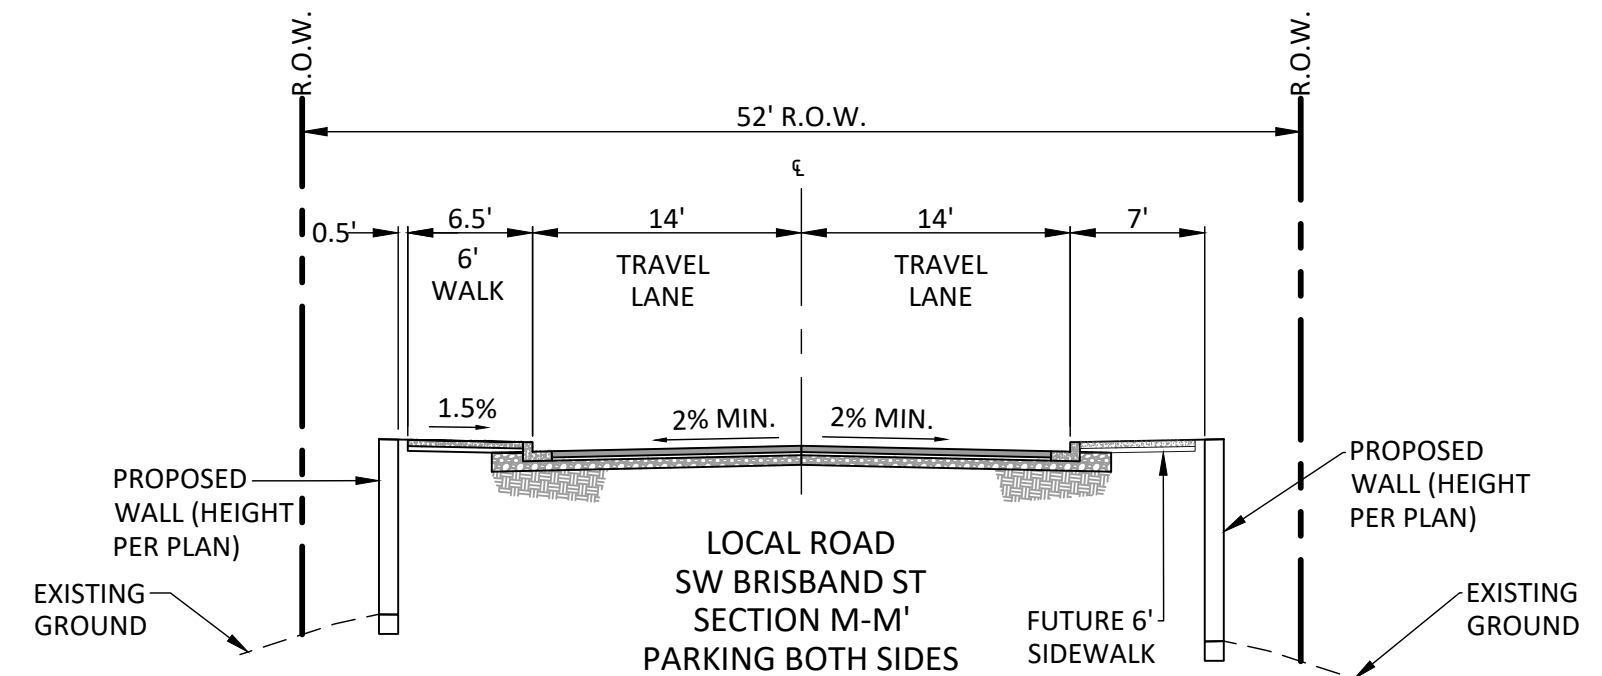 R.O.W.
R.O.W.
52' R.O.W.
℄
0.5'
6.5'
14'
14'
7'
6'
WALK
TRAVEL
LANE
TRAVEL
LANE
1.5%
2% MIN.
2% MIN.
PROPOSED
WALL (HEIGHT
PER PLAN)
PROPOSED
WALL (HEIGHT
PER PLAN)
EXISTING
GROUND
LOCAL ROAD
SW BRISBAND ST
SECTION M-M'
PARKING BOTH SIDES
FUTURE 6'
SIDEWALK
EXISTING
GROUND